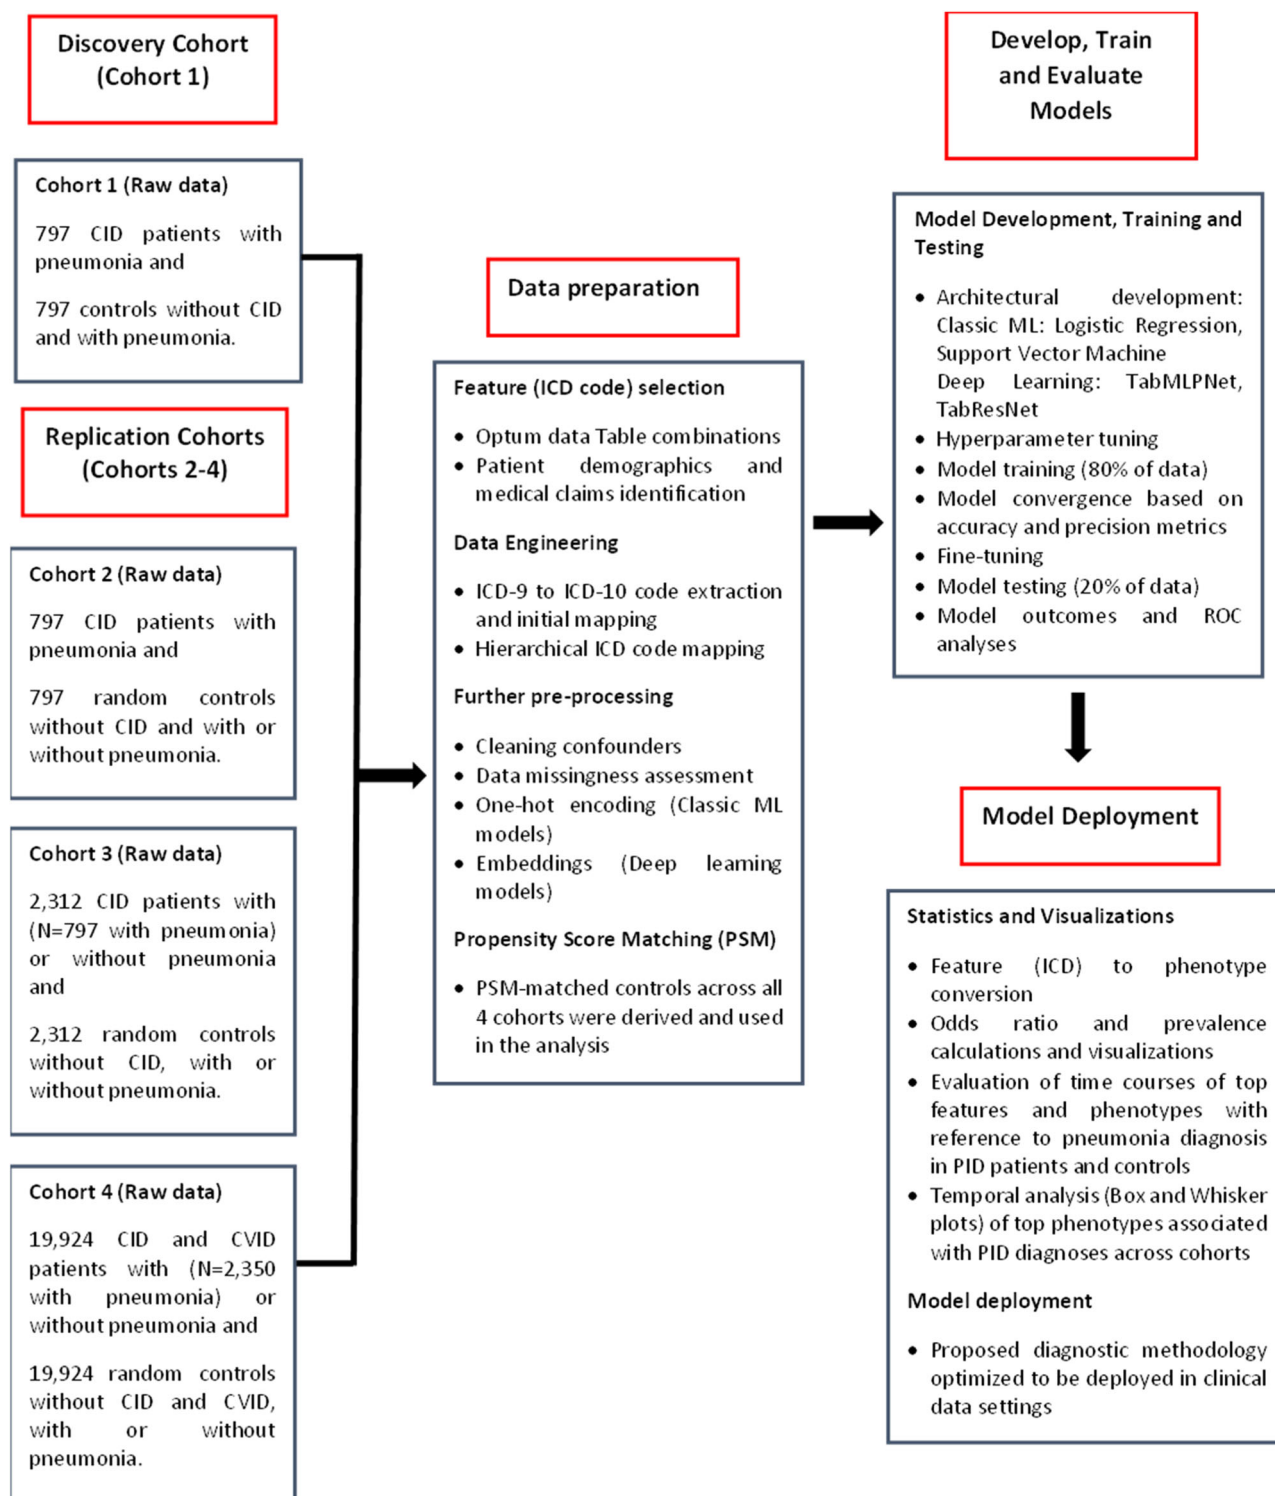 Discovery Cohort
(Cohort 1)
Cohort 1 (Raw data)
797 CID patients with
pneumonia and
797 controls without CID
and with pneumonia.
Replication Cohorts
(Cohorts 2-4)
Cohort 2 (Raw data)
797 CID patients with
pneumonia and
797 random controls
without CID and with or
without pneumonia.
Cohort 3 (Raw data)
2,312 CID patients with
(N=797 with pneumonia)
or without pneumonia
and
2,312 random controls
without CID, with or
without pneumonia.
Cohort 4 (Raw data)
19,924 CID and CVID
patients with (N=2,350
with pneumonia) or
without pneumonia and
19,924 random controls
without CID and CVID,
with or without
pneumonia.
Data preparation
Feature (ICD code) selection
• Optum data Table combinations
• Patient demographics and
medical claims identification
Data Engineering
• ICD-9 to ICD-10 code extraction
and initial mapping
• Hierarchical ICD code mapping
Further pre-processing
• Cleaning confounders
• Data missingness assessment
• One-hot encoding (Classic ML
models)
• Embeddings (Deep learning
models)
Propensity Score Matching (PSM)
• PSM-matched controls across all
4 cohorts were derived and used
in the analysis
Develop, Train
and Evaluate
Models
Model Development, Training and
Testing
• Architectural development:
Classic ML: Logistic Regression,
Support Vector Machine
Deep Learning: TabMLPNet,
TabResNet
• Hyperparameter tuning
• Model training (80% of data)
• Model convergence based on
accuracy and precision metrics
• Fine-tuning
• Model testing (20% of data)
• Model outcomes and ROC
analyses
Model Deployment
Statistics and Visualizations
• Feature (ICD) to phenotype
conversion
• Odds ratio and prevalence
calculations and visualizations
• Evaluation of time courses of top
features and phenotypes with
reference to pneumonia diagnosis
in PID patients and controls
• Temporal analysis (Box and Whisker
plots) of top phenotypes associated
with PID diagnoses across cohorts
Model deployment
• Proposed diagnostic methodology
optimized to be deployed in clinical
data settings